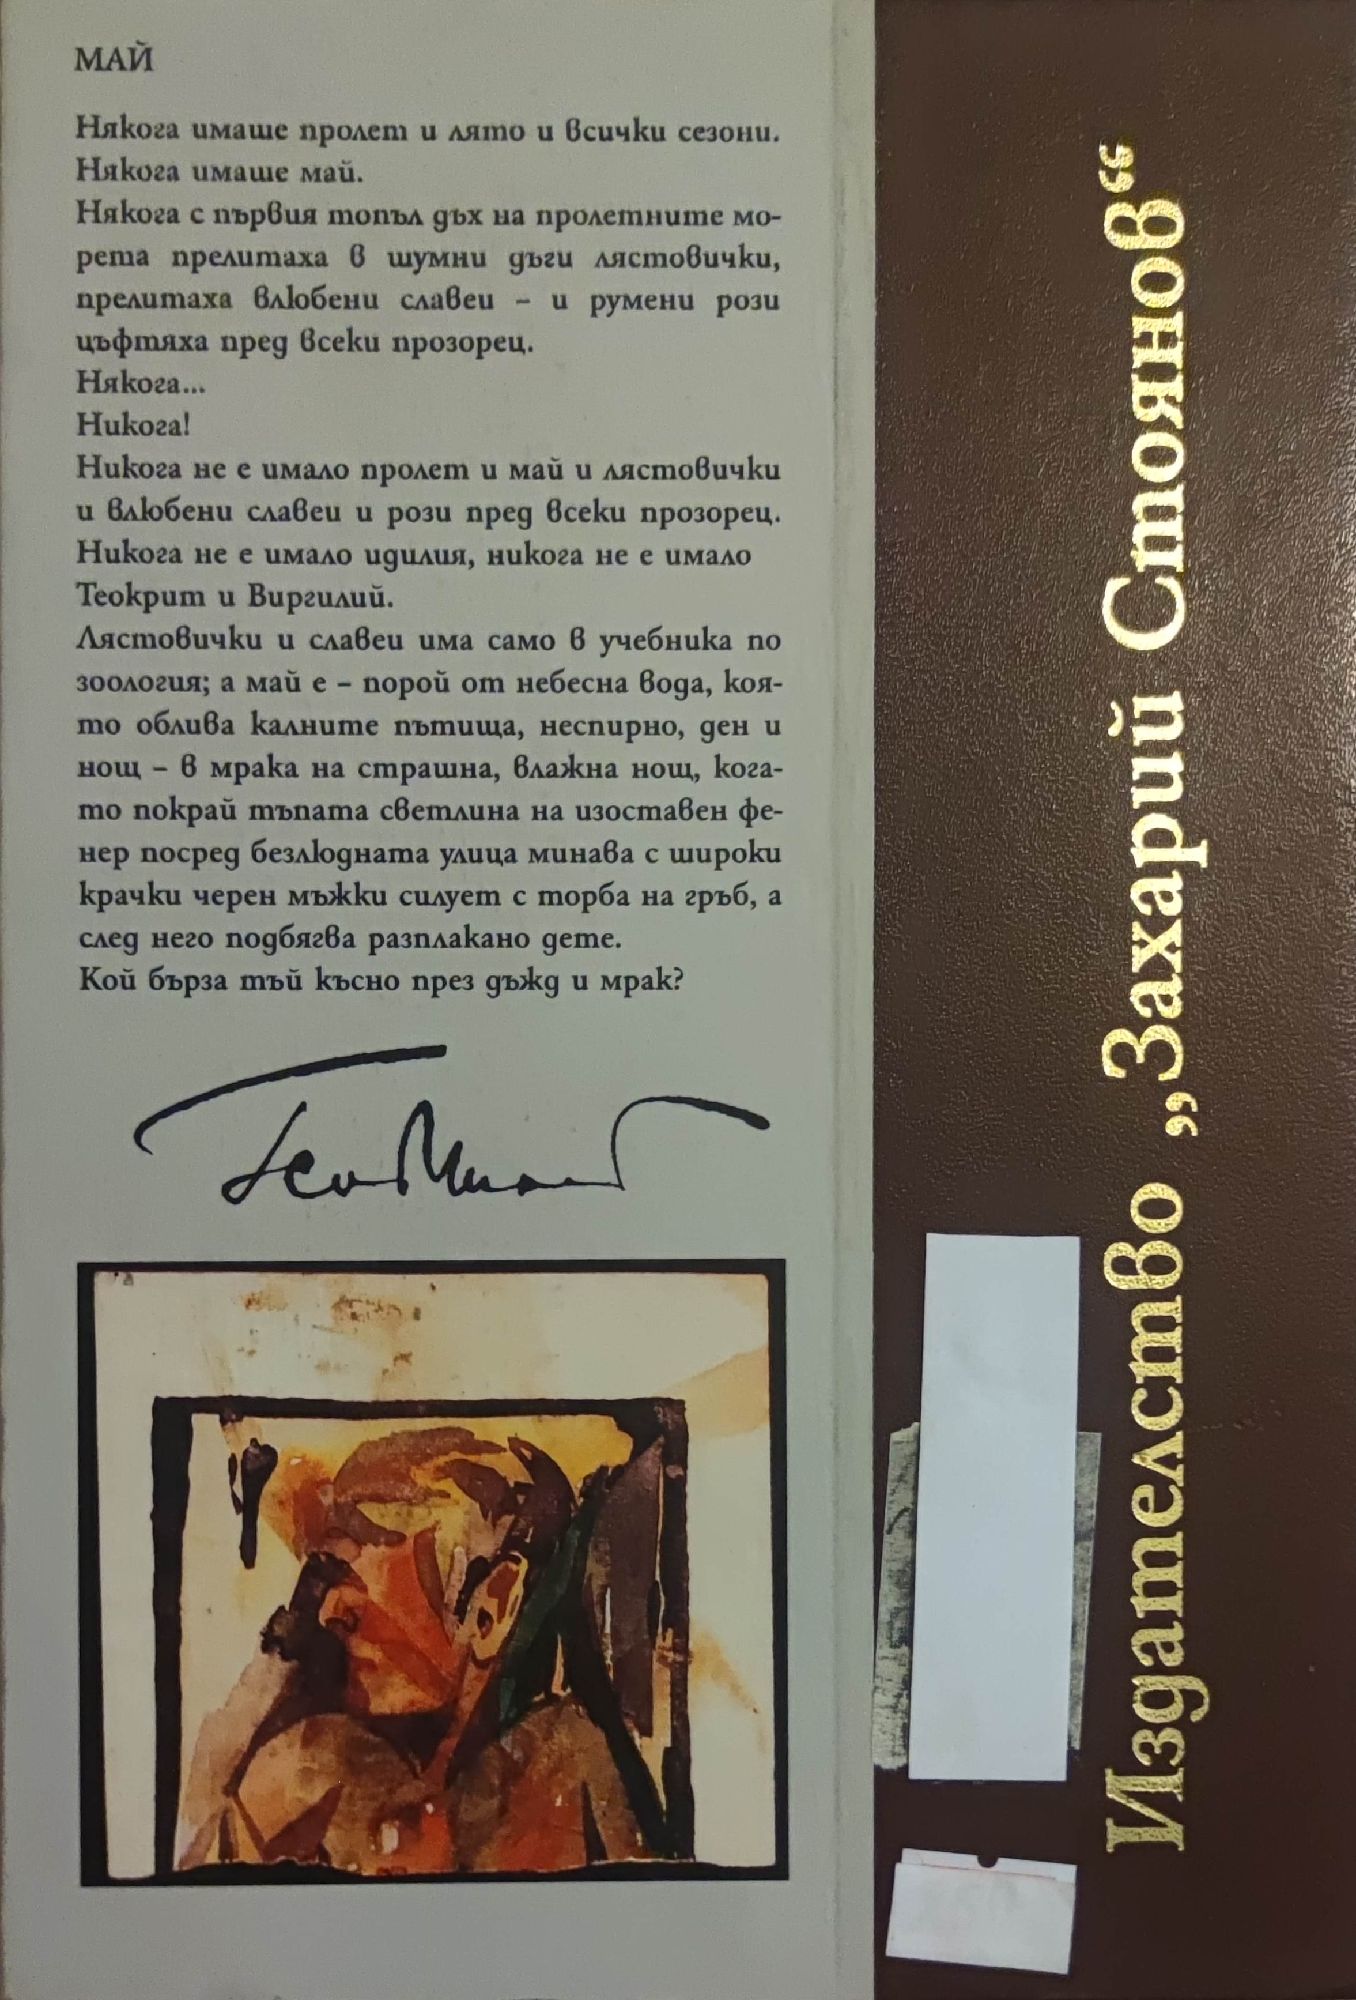 МАЙ
Някога имаше пролет и лято и всички сезони.
Някога имаше май.
Някога с първия топъл дъх на пролетните мо-
рета прелитаха в шумни дъги лястовички,
прелитаха влюбени славеи – и румени рози
цъфтяха пред всеки прозорец.
Някога...
Никога!
Никога не е имало пролет и май и лястовички
и влюбени славеи и рози пред всеки прозорец.
Никога не е имало идилия, никога не е имало
Теокрит и Виргилий.
Лястовички и славеи има само в учебника по
зоология; а май е – порой от небесна вода, коя-
то облива калните пътища, неспирно, ден и
нощ – в мрака на страшна, влажна нощ, кога-
то покрай тъпата светлина на изоставен фе-
нер посред безлюдната улица минава с широки
крачки черен мъжки силует с торба на гръб, а
след него подбягва разплакано дете.
Кой бърза тъй късно през дъжд и мрак?
Гео Милев
Издателство „Захарий Стоянов“